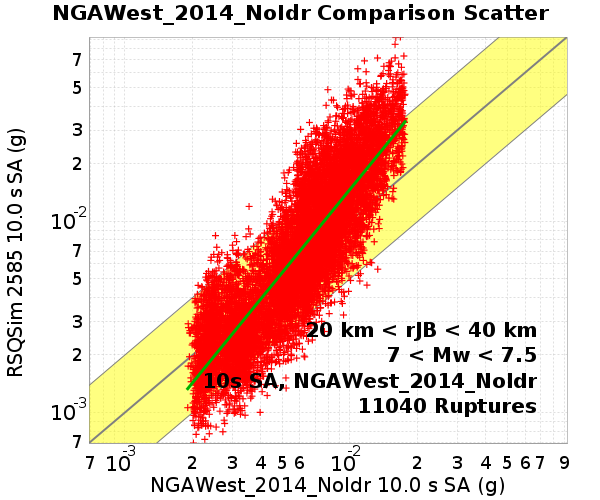 NGAWest_2014_NoIdr Comparison Scatter
RSQSim 2585 10.0 s SA (g)
7
5
3
2
10-2
7
5
3
2
10-3
7
20 km < rJB < 40 km
7 < Mw < 7.5
10s SA, NGAWest_2014_NoIdr
11040 Ruptures
7 10-3 2 3 4 5 6 10-2 2 3 4 5 6 7 9
NGAWest_2014_NoIdr 10.0 s SA (g)